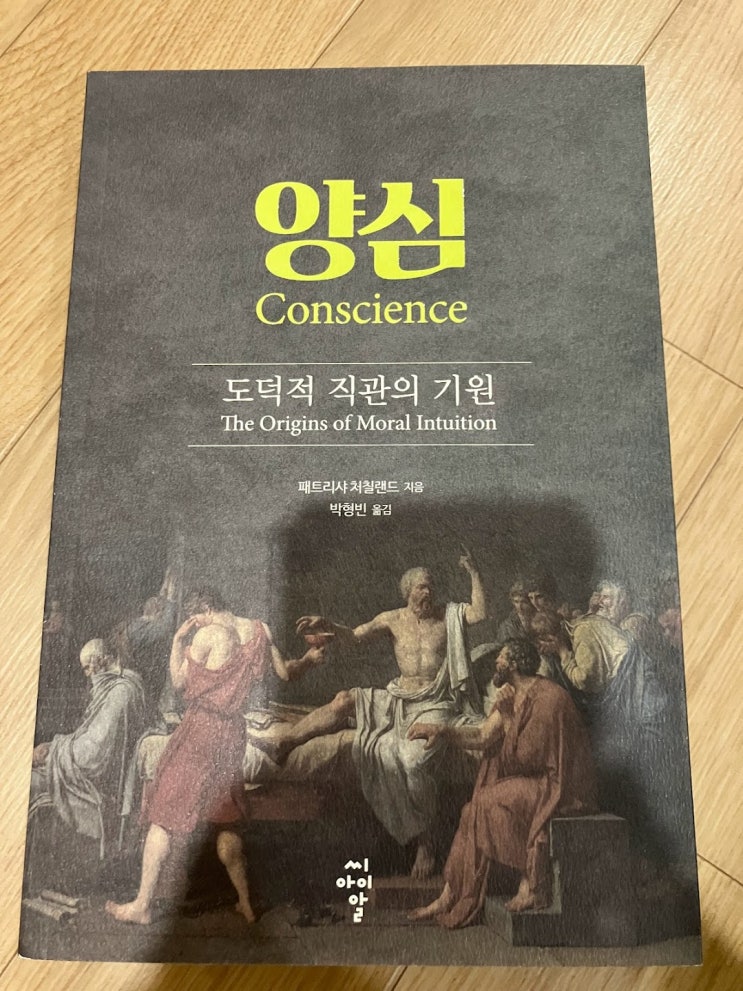 양심
Conscience
도덕적 직관의 기원
The Origins of Moral Intuition
패트리샤 처칠랜드 지음
박형빈 옮김
씨
아이
알